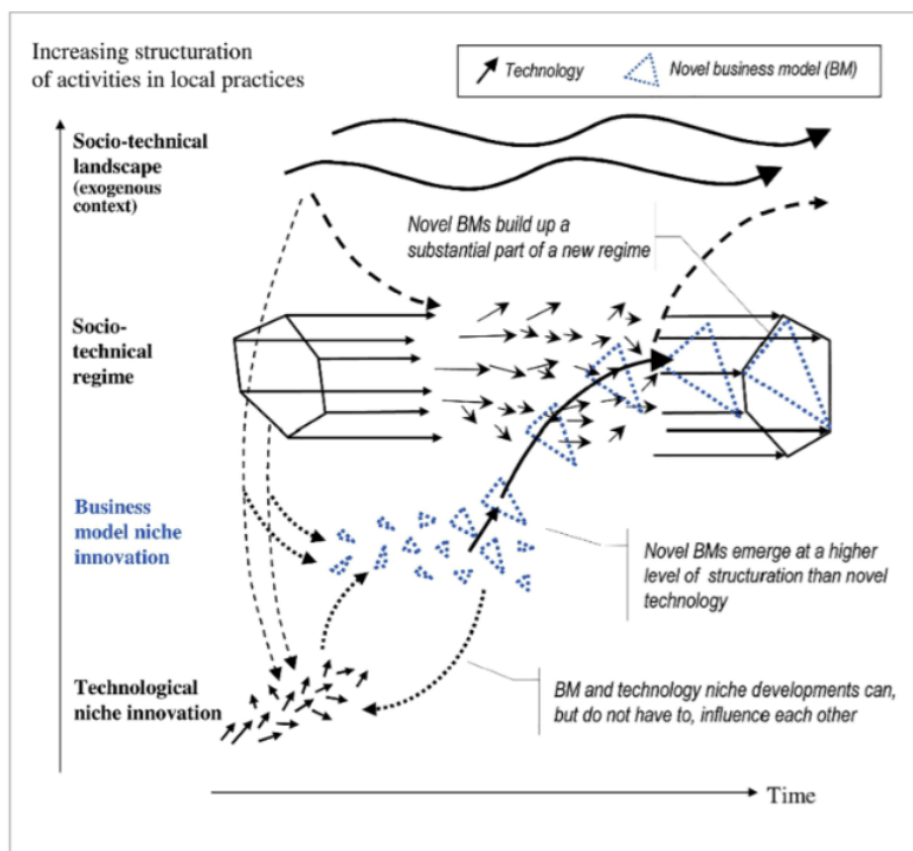 Increasing structuration
of activities in local practices
Technology
Novel business model (BM)
Socio-technical
landscape
(exogenous
context)
Novel BMs build up a
substantial part of a new regime
Socio-
technical
regime
Business
model niche
innovation
Novel BMs emerge at a higher
level of structuration than novel
technology
Technological
niche innovation
BM and technology niche developments can,
but do not have to, influence each other
Time